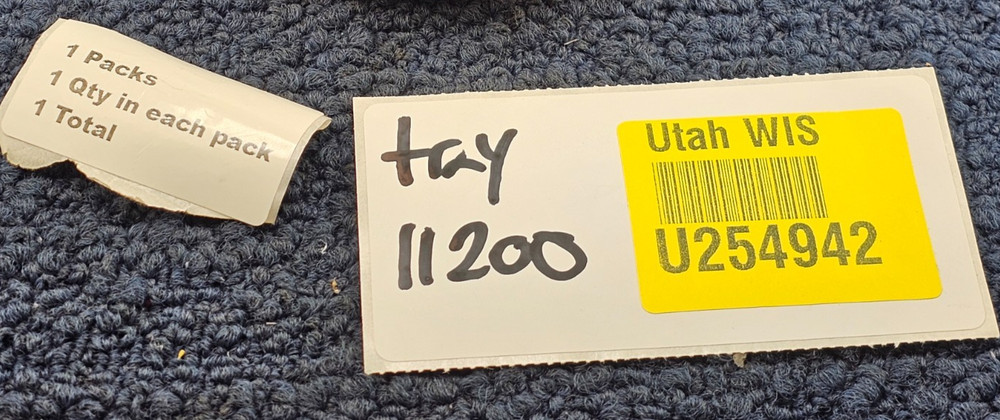 1 Packs
1 Qty in each pack
1 Total
tray
11200
Utah WIS
U254942